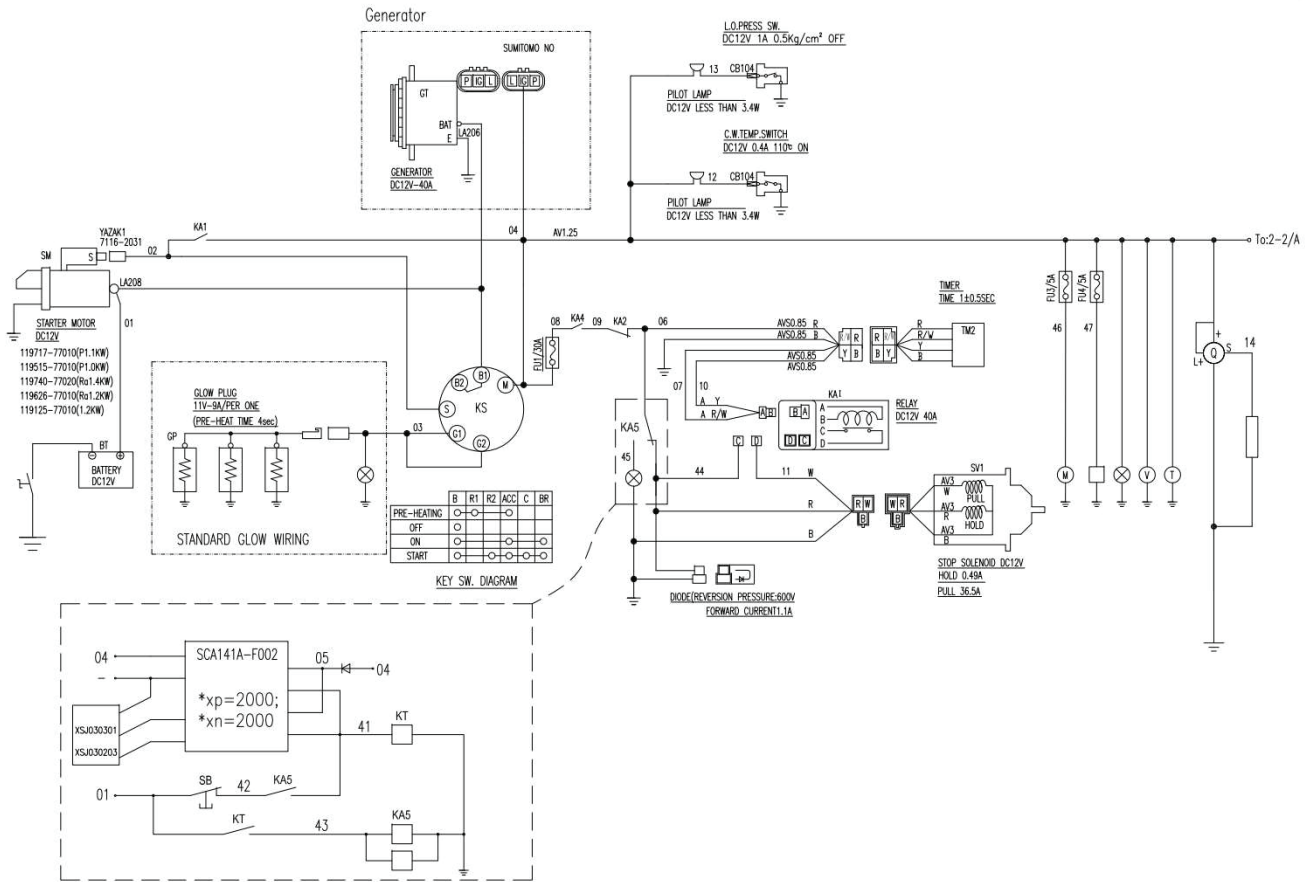 Generator
SUMITOMO NO
P IG L
L IG P
GT
BAT
LA206
E
GENERATOR
DC12V-40A
L.O.PRESS SW.
DC12V 1A 0.5Kg/cm² OFF
13 CB104
PILOT LAMP
DC12V LESS THAN 3.4W
C.W.TEMP.SWITCH
DC12V 0.4A 110℃ ON
12 CB104
PILOT LAMP
DC12V LESS THAN 3.4W
YAZAK1
7116-2031
KA1
04
AV1.25
To:2-2/A
SM
S
02
LA208
01
STARTER MOTOR
DC12V
119717-77010(P1.1KW)
119515-77010(P1.0KW)
119740-77020(Ra1.4KW)
119626-77010(Ra1.2KW)
119125-77010(1.2KW)
BT
BATTERY
DC12V
GLOW PLUG
11V-9A/PER ONE
(PRE-HEAT TIME 4sec)
GP
03
STANDARD GLOW WIRING
B2
B1
M
S
KS
G1
G2
FU1/30A
08
KA4
09
KA2
06
B R1 R2 ACC C BR
PRE-HEATING
OFF
ON
START
KEY SW. DIAGRAM
TIMER
TIME 1±0.5SEC
AVS0.85 R
AVS0.85 B
AVS0.85
AVS0.85
R/W R
Y B
R R/W
B Y
R
R/W
Y
B
TM2
07
10
A Y
A R/W
A B
B A
D C
KA1
A
B
C
D
RELAY
DC12V 40A
C
D
KA5
45
44
11
W
R
B
R W
B
W R
B
SV1
AV3
W
PULL
AV3
R
HOLD
AV3
B
STOP SOLENOID DC12V
HOLD 0.49A
PULL 36.5A
DIODE[REVERSION PRESSURE:600V
FORWARD CURRENT1.1A
FU3/5A
FU4/5A
46
47
M
V
T
+
L+
Q
S
14
04
-
SCA141A-F002
*xp=2000;
*xn=2000
05
04
XSJ030301
XSJ030203
41
KT
01
SB
42
KA5
KT
43
KA5